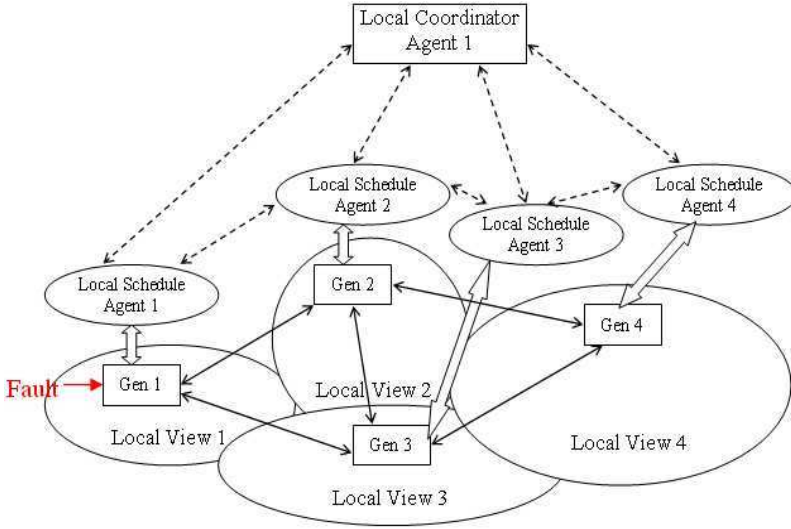 Local Coordinator
Agent 1
Local Schedule
Agent 2
Local Schedule
Agent 4
Local Schedule
Agent 3
Local Schedule
Agent 1
Gen 2
Gen 4
Fault
Gen 1
Local View 2
Local View 1
Gen 3
Local View 4
Local View 3